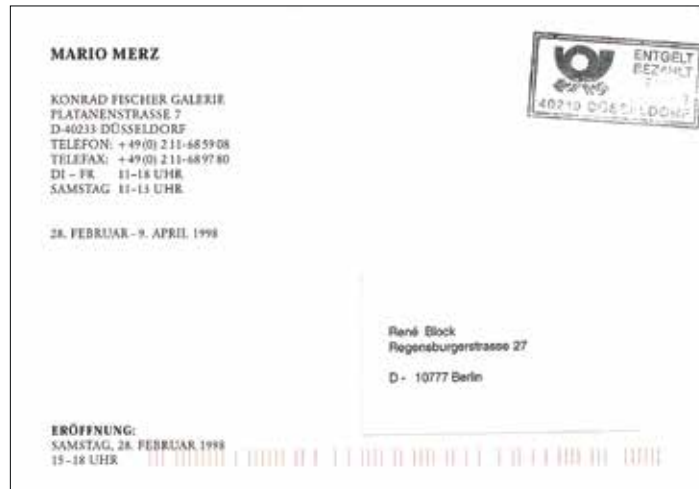 MARIO MERZ
KONRAD FISCHER GALERIE
PLATANENSTRASSE 7
D-40233 DÜSSELDORF
TELEFON: +49(0) 211-685908
TELEFAX: +49(0) 211-689780
DI – FR 11–18 UHR
SAMSTAG 11–13 UHR
28. FEBRUAR – 9. APRIL 1998
ENTGELT
BEZAHLT
DÜSSELDORF
René Block
Regensburgerstrasse 27
D - 10777 Berlin
ERÖFFNUNG:
SAMSTAG, 28. FEBRUAR 1998
15–18 UHR